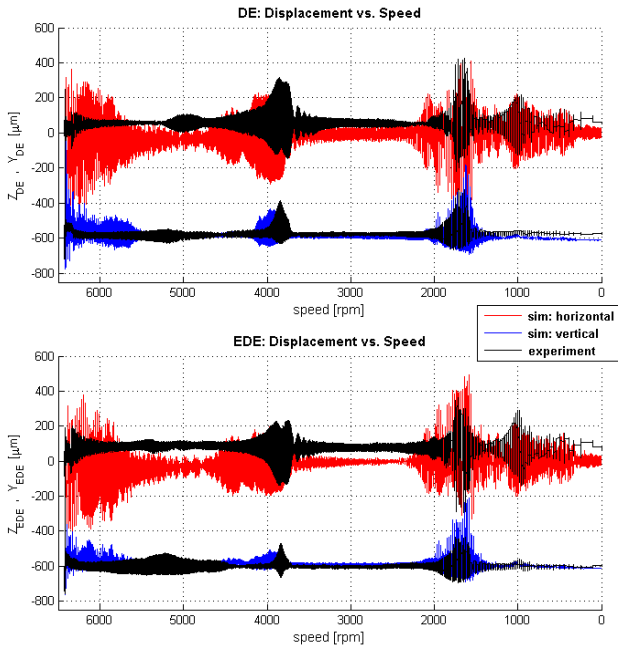 DE: Displacement vs. Speed
600
400
200
0
-200
-400
-600
-800
Z_DE , Y_DE [µm]
6000 5000 4000 3000 2000 1000 0
speed [rpm]
sim: horizontal
sim: vertical
experiment
EDE: Displacement vs. Speed
600
400
200
0
-200
-400
-600
-800
Z_EDE , Y_EDE [µm]
6000 5000 4000 3000 2000 1000 0
speed [rpm]